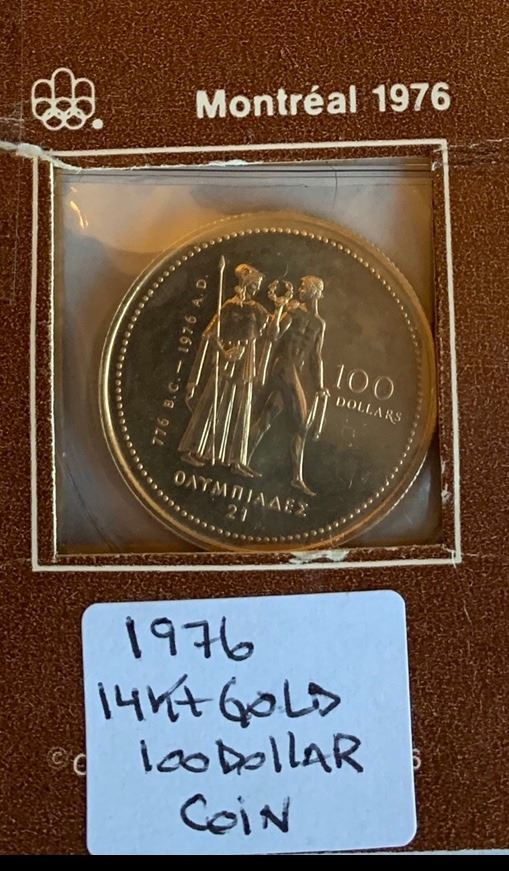 Montréal 1976
776 B.C. – 1976 A.D.
100
DOLLARS
ΟΛΥΜΠΙΑΔΕΣ
21
1976
14Kt GOLD
100 DOllAR
COiN
©